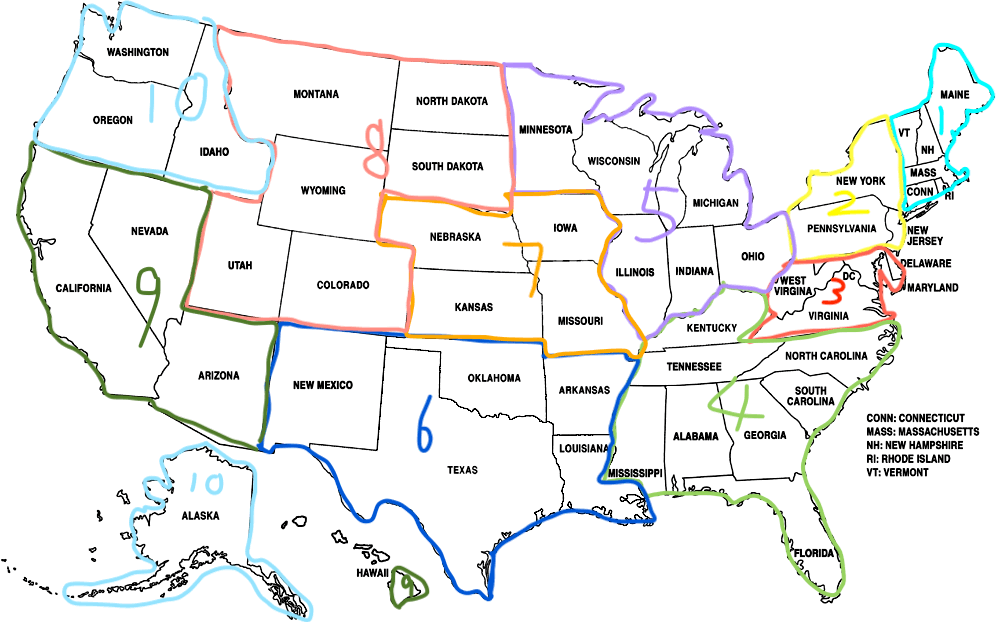 WASHINGTON
10
OREGON
IDAHO
MONTANA
NORTH DAKOTA
SOUTH DAKOTA
8
WYOMING
MINNESOTA
WISCONSIN
MICHIGAN
5
MAINE
1
VT
NH
MASS
CONN
RI
NEW YORK
2
PENNSYLVANIA
NEW
JERSEY
NEVADA
9
CALIFORNIA
UTAH
COLORADO
NEBRASKA
7
KANSAS
IOWA
MISSOURI
ILLINOIS
INDIANA
OHIO
WEST
VIRGINA
DC
3
VIRGINIA
DELAWARE
MARYLAND
KENTUCKY
ARIZONA
NEW MEXICO
OKLAHOMA
6
TEXAS
ARKANSAS
LOUISIANA
TENNESSEE
NORTH CAROLINA
SOUTH
CAROLINA
4
MISSISSIPPI
ALABAMA
GEORGIA
FLORIDA
CONN: CONNECTICUT
MASS: MASSACHUSETTS
NH: NEW HAMPSHIRE
RI: RHODE ISLAND
VT: VERMONT
10
ALASKA
HAWAII
9